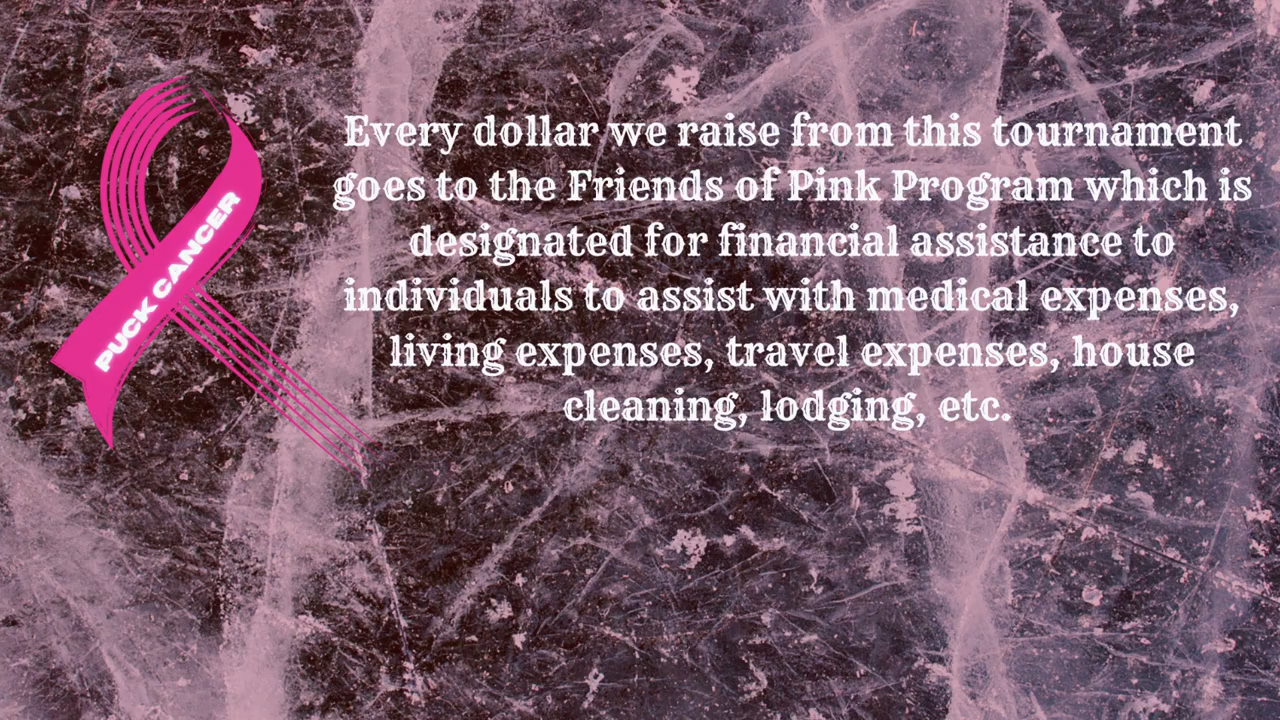 PUCK CANCER
Every dollar we raise from this tournament
goes to the Friends of Pink Program which is
designated for financial assistance to
individuals to assist with medical expenses,
living expenses, travel expenses, house
cleaning, lodging, etc.